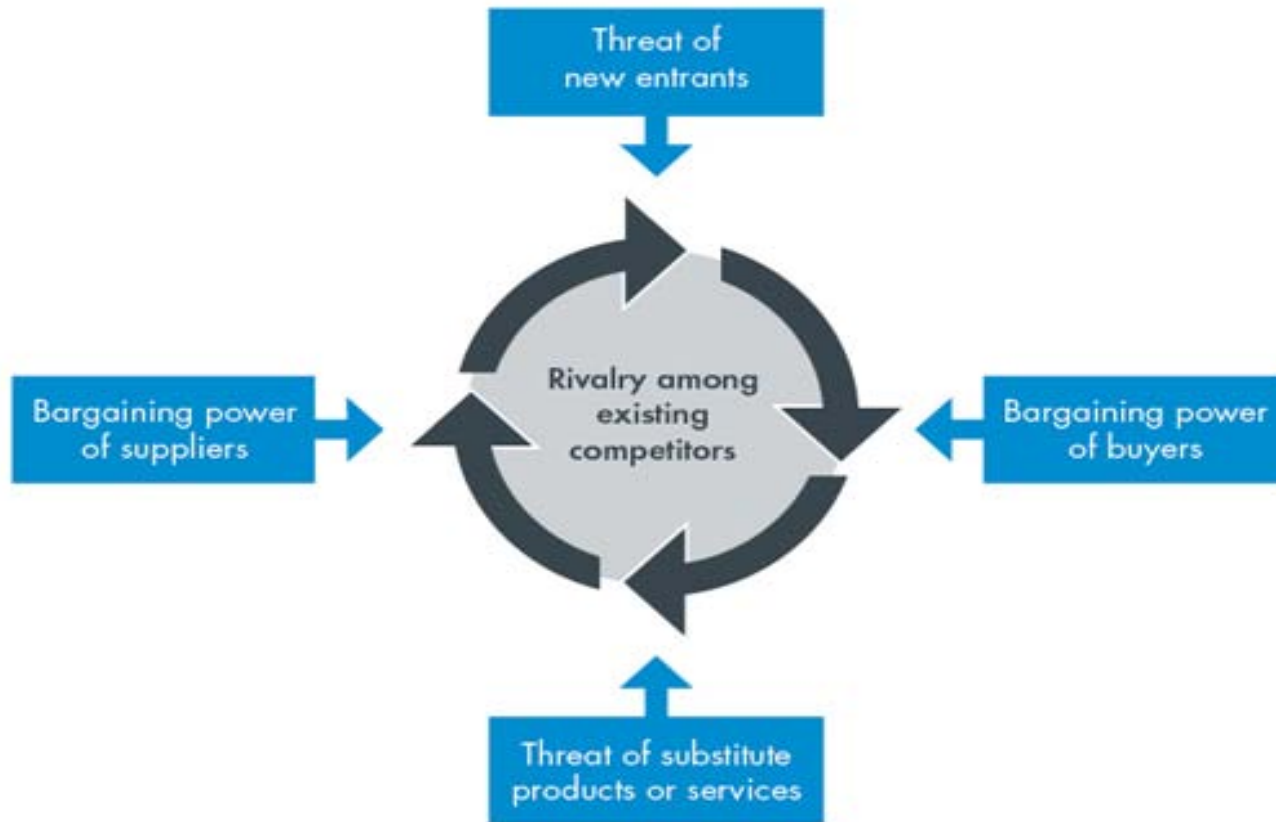 Threat of
new entrants
Bargaining power
of suppliers
Rivalry among
existing
competitors
Bargaining power
of buyers
Threat of substitute
products or services